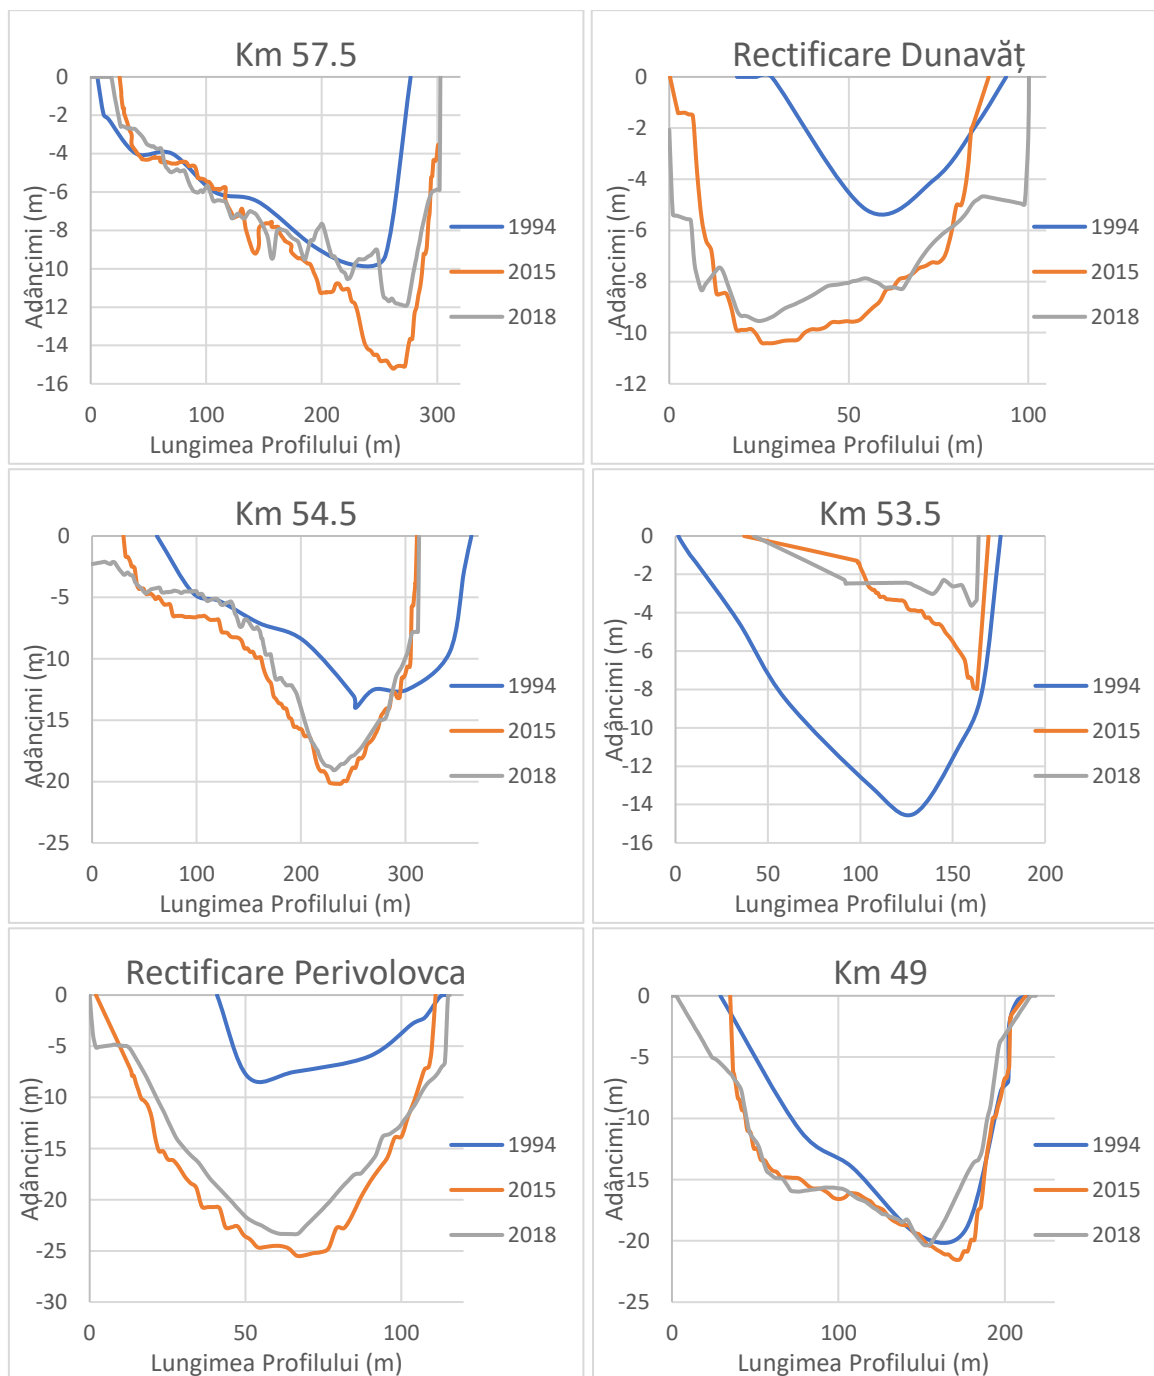 Km 57.5
0
-2
-4
-6
-8
-10
-12
-14
-16
0 100 200 300
Adâncimi (m)
Lungimea Profilului (m)
1994
2015
2018
Rectificare Dunavăț
0
-2
-4
-6
-8
-10
-12
0 50 100
Adâncimi (m)
Lungimea Profilului (m)
1994
2015
2018
Km 54.5
0
-5
-10
-15
-20
-25
0 100 200 300
Adâncimi (m)
Lungimea Profilului (m)
1994
2015
2018
Km 53.5
0
-2
-4
-6
-8
-10
-12
-14
-16
0 50 100 150 200
Adâncimi (m)
Lungimea Profilului (m)
1994
2015
2018
Rectificare Perivolovca
0
-5
-10
-15
-20
-25
-30
0 50 100
Adâncimi (m)
Lungimea Profilului (m)
1994
2015
2018
Km 49
0
-5
-10
-15
-20
-25
0 100 200
Adâncimi (m)
Lungimea Profilului (m)
1994
2015
2018